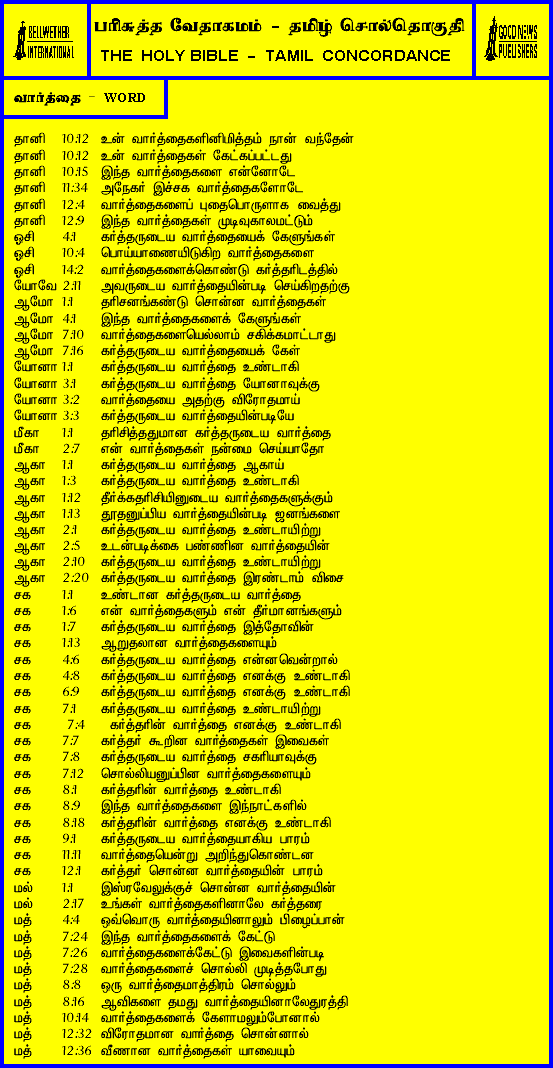 BELLWETHER
INTERNATIONAL
பரிசுத்த வேதாகமம் - தமிழ் சொல்தொகுதி
THE HOLY BIBLE - TAMIL CONCORDANCE
GOOD NEWS
PUBLISHERS
வார்த்தை - WORD
தானி 10:12 உன் வார்த்தைகளினிமித்தம் நான் வந்தேன்
தானி 10:12 உன் வார்த்தைகள் கேட்கப்பட்டது
தானி 10:15 இந்த வார்த்தைகளை என்னோடே
தானி 11:34 அநேகர் இச்சக வார்த்தைகளோடே
தானி 12:4 வார்த்தைகளைப் புதைபொருளாக வைத்து
தானி 12:9 இந்த வார்த்தைகள் முடிவுகாலமட்டும்
ஓசி 4:1 கர்த்தருடைய வார்த்தையைக் கேளுங்கள்
ஓசி 10:4 பொய்யாணையிடுகிற வார்த்தைகளை
ஓசி 14:2 வார்த்தைகளைக்கொண்டு கர்த்தரிடத்தில்
யோவே 2:11 அவருடைய வார்த்தையின்படி செய்கிறதற்கு
ஆமோ 1:1 தரிசனங்கண்டு சொன்ன வார்த்தைகள்
ஆமோ 4:1 இந்த வார்த்தைகளைக் கேளுங்கள்
ஆமோ 7:10 வார்த்தைகளையெல்லாம் சகிக்கமாட்டாது
ஆமோ 7:16 கர்த்தருடைய வார்த்தையைக் கேள்
யோனா 1:1 கர்த்தருடைய வார்த்தை உண்டாகி
யோனா 3:1 கர்த்தருடைய வார்த்தை யோனாவுக்கு
யோனா 3:2 வார்த்தையை அதற்கு விரோதமாய்
யோனா 3:3 கர்த்தருடைய வார்த்தையின்படியே
மீகா 1:1 தரிசித்ததுமான கர்த்தருடைய வார்த்தை
மீகா 2:7 என் வார்த்தைகள் நன்மை செய்யாதோ
ஆகா 1:1 கர்த்தருடைய வார்த்தை ஆகாய்
ஆகா 1:3 கர்த்தருடைய வார்த்தை உண்டாகி
ஆகா 1:12 தீர்க்கதரிசியினுடைய வார்த்தைகளுக்கும்
ஆகா 1:13 தூதனுப்பிய வார்த்தையின்படி ஜனங்களை
ஆகா 2:1 கர்த்தருடைய வார்த்தை உண்டாயிற்று
ஆகா 2:5 உடன்படிக்கை பண்ணின வார்த்தையின்
ஆகா 2:10 கர்த்தருடைய வார்த்தை உண்டாயிற்று
ஆகா 2:20 கர்த்தருடைய வார்த்தை இரண்டாம் விசை
சக 1:1 உண்டான கர்த்தருடைய வார்த்தை
சக 1:6 என் வார்த்தைகளும் என் தீர்மானங்களும்
சக 1:7 கர்த்தருடைய வார்த்தை இத்தோவின்
சக 1:13 ஆறுதலான வார்த்தைகளையும்
சக 4:6 கர்த்தருடைய வார்த்தை என்னவென்றால்
சக 4:8 கர்த்தருடைய வார்த்தை எனக்கு உண்டாகி
சக 6:9 கர்த்தருடைய வார்த்தை எனக்கு உண்டாகி
சக 7:1 கர்த்தருடைய வார்த்தை உண்டாயிற்று
சக 7:4 கர்த்தரின் வார்த்தை எனக்கு உண்டாகி
சக 7:7 கர்த்தர் கூறின வார்த்தைகள் இவைகள்
சக 7:8 கர்த்தருடைய வார்த்தை சகரியாவுக்கு
சக 7:12 சொல்லியனுப்பின வார்த்தைகளையும்
சக 8:1 கர்த்தரின் வார்த்தை உண்டாகி
சக 8:9 இந்த வார்த்தைகளை இந்நாட்களில்
சக 8:18 கர்த்தரின் வார்த்தை எனக்கு உண்டாகி
சக 9:1 கர்த்தருடைய வார்த்தையாகிய பாரம்
சக 11:11 வார்த்தையென்று அறிந்துகொண்டன
சக 12:1 கர்த்தர் சொன்ன வார்த்தையின் பாரம்
மல் 1:1 இஸ்ரவேலுக்குச் சொன்ன வார்த்தையின்
மல் 2:17 உங்கள் வார்த்தைகளினாலே கர்த்தரை
மத் 4:4 ஒவ்வொரு வார்த்தையினாலும் பிழைப்பான்
மத் 7:24 இந்த வார்த்தைகளைக் கேட்டு
மத் 7:26 வார்த்தைகளைக்கேட்டு இவைகளின்படி
மத் 7:28 வார்த்தைகளைச் சொல்லி முடித்தபோது
மத் 8:8 ஒரு வார்த்தைமாத்திரம் சொல்லும்
மத் 8:16 ஆவிகளை தமது வார்த்தையினாலேதுரத்தி
மத் 10:14 வார்த்தைகளைக் கேளாமலும்போனால்
மத் 12:32 விரோதமான வார்த்தை சொன்னால்
மத் 12:36 வீணான வார்த்தைகள் யாவையும்